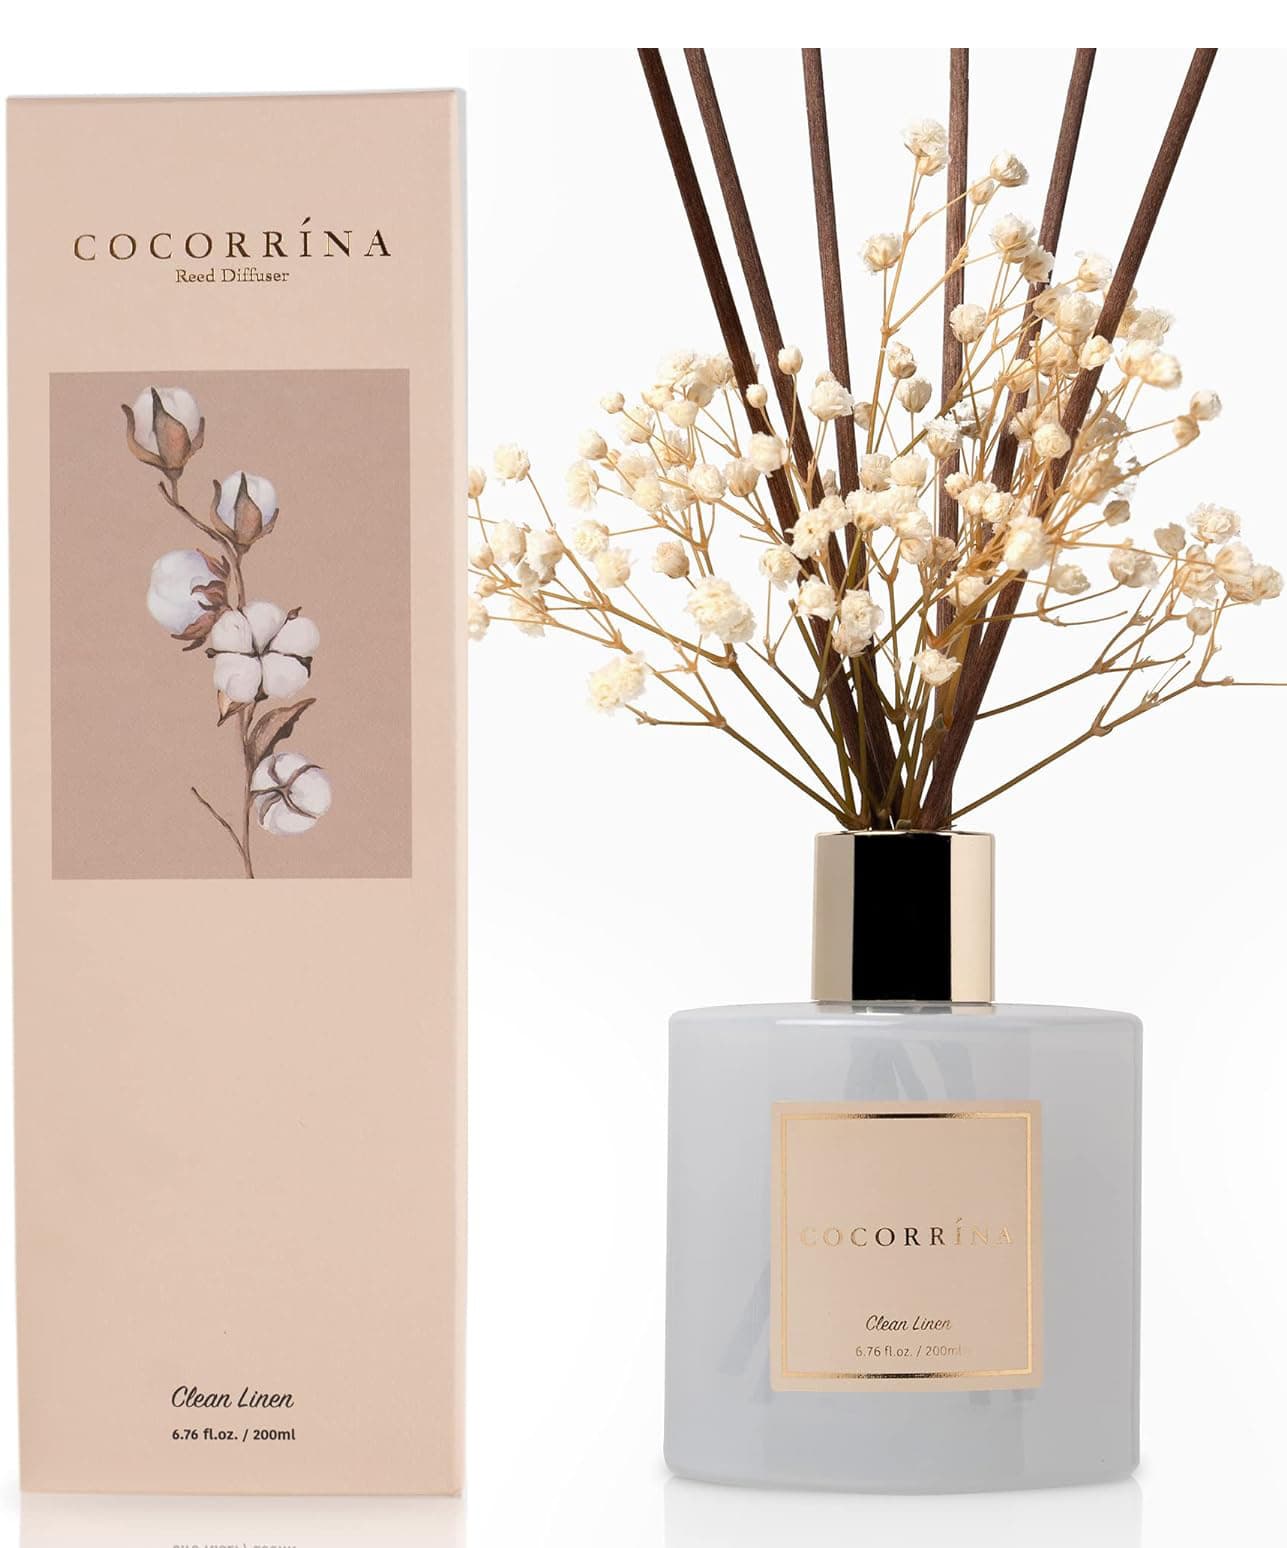 COCORRÍNA
Reed Diffuser
Clean Linen
6.76 fl.oz. / 200ml
COCORRÍNA
Clean Linen
6.76 fl.oz. / 200ml